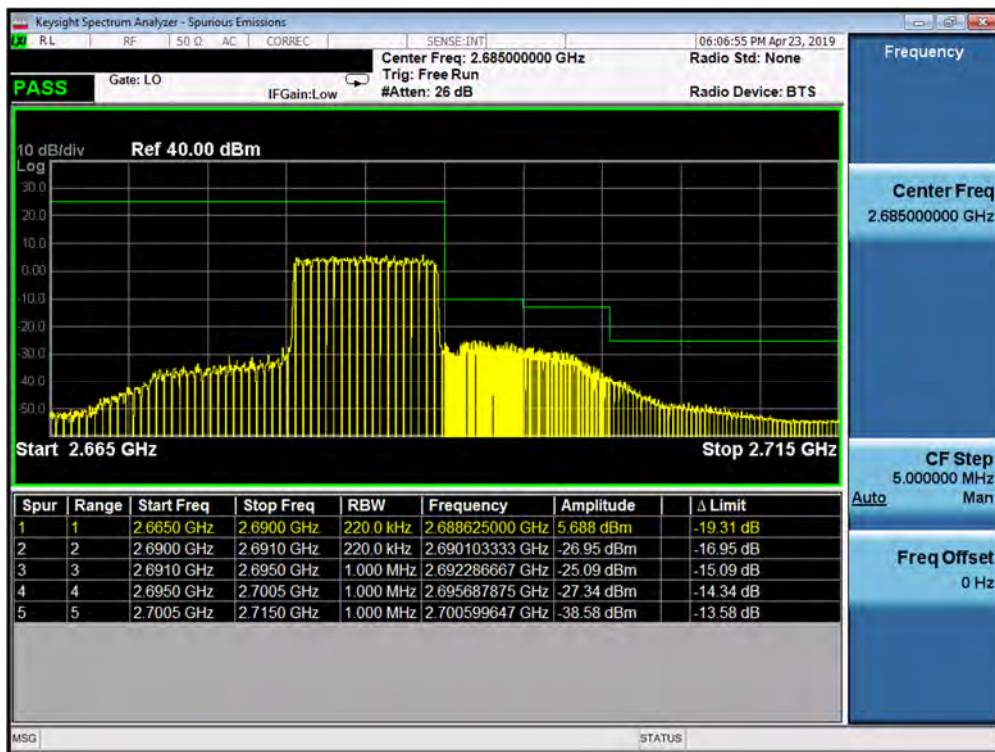 Keysight Spectrum Analyzer - Spurious Emissions
LXI RL RF 50 Ω AC CORREC SENSE:INT 06:06:55 PM Apr 23, 2019
Center Freq: 2.685000000 GHz Radio Std: None
Gate: LO Trig: Free Run
PASS IFGain:Low #Atten: 26 dB Radio Device: BTS
10 dB/div Ref 40.00 dBm
Log
30.0
20.0
10.0
0.00
-10.0
-20.0
-30.0
-40.0
-50.0
Start 2.665 GHz Stop 2.715 GHz
Spur Range Start Freq Stop Freq RBW Frequency Amplitude Δ Limit
1 1 2.6650 GHz 2.6900 GHz 220.0 kHz 2.688625000 GHz 5.688 dBm -19.31 dB
2 2 2.6900 GHz 2.6910 GHz 220.0 kHz 2.690103333 GHz -26.95 dBm -16.95 dB
3 3 2.6910 GHz 2.6950 GHz 1.000 MHz 2.692286667 GHz -25.09 dBm -15.09 dB
4 4 2.6950 GHz 2.7005 GHz 1.000 MHz 2.695687875 GHz -27.34 dBm -14.34 dB
5 5 2.7005 GHz 2.7150 GHz 1.000 MHz 2.700599647 GHz -38.58 dBm -13.58 dB
MSG STATUS
Frequency
Center Freq
2.685000000 GHz
CF Step
5.000000 MHz
Auto Man
Freq Offset
0 Hz